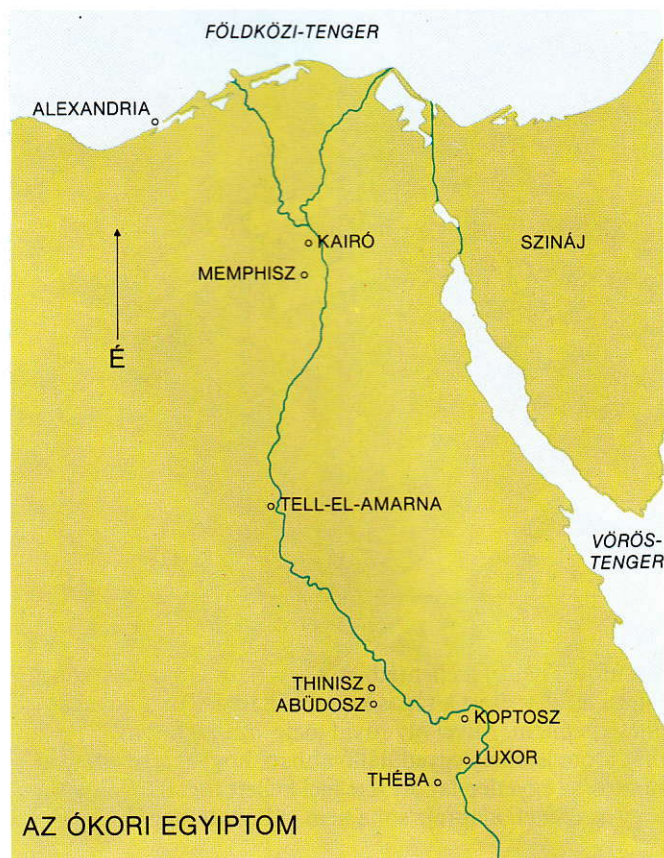 FÖLDKÖZI-TENGER
ALEXANDRIA
KAIRÓ
SZINÁJ
MEMPHISZ
É
TELL-EL-AMARNA
VÖRÖS-
TENGER
THINISZ
ABÜDOSZ
KOPTOSZ
LUXOR
THÉBA
AZ ÓKORI EGYIPTOM